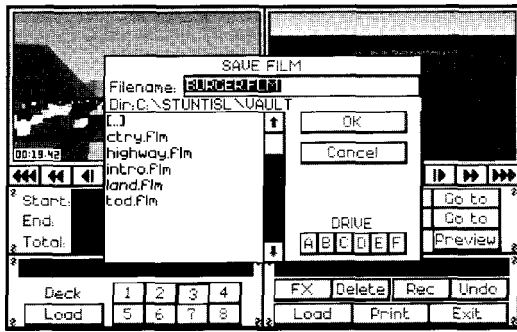 SAVE FILM
Filename: BURGER.FLM
Dir:C:\STUNTISL\VAULT
[..]
ctry.flm
highway.flm
intro.flm
land.flm
tod.flm
OK
Cancel
DRIVE
A B C D E F
00:19.42
Start:
End:
Total:
Go to
Go to
Preview
Deck
1 2 3 4
Load
5 6 7 8
FX Delete Rec Undo
Load Print Exit